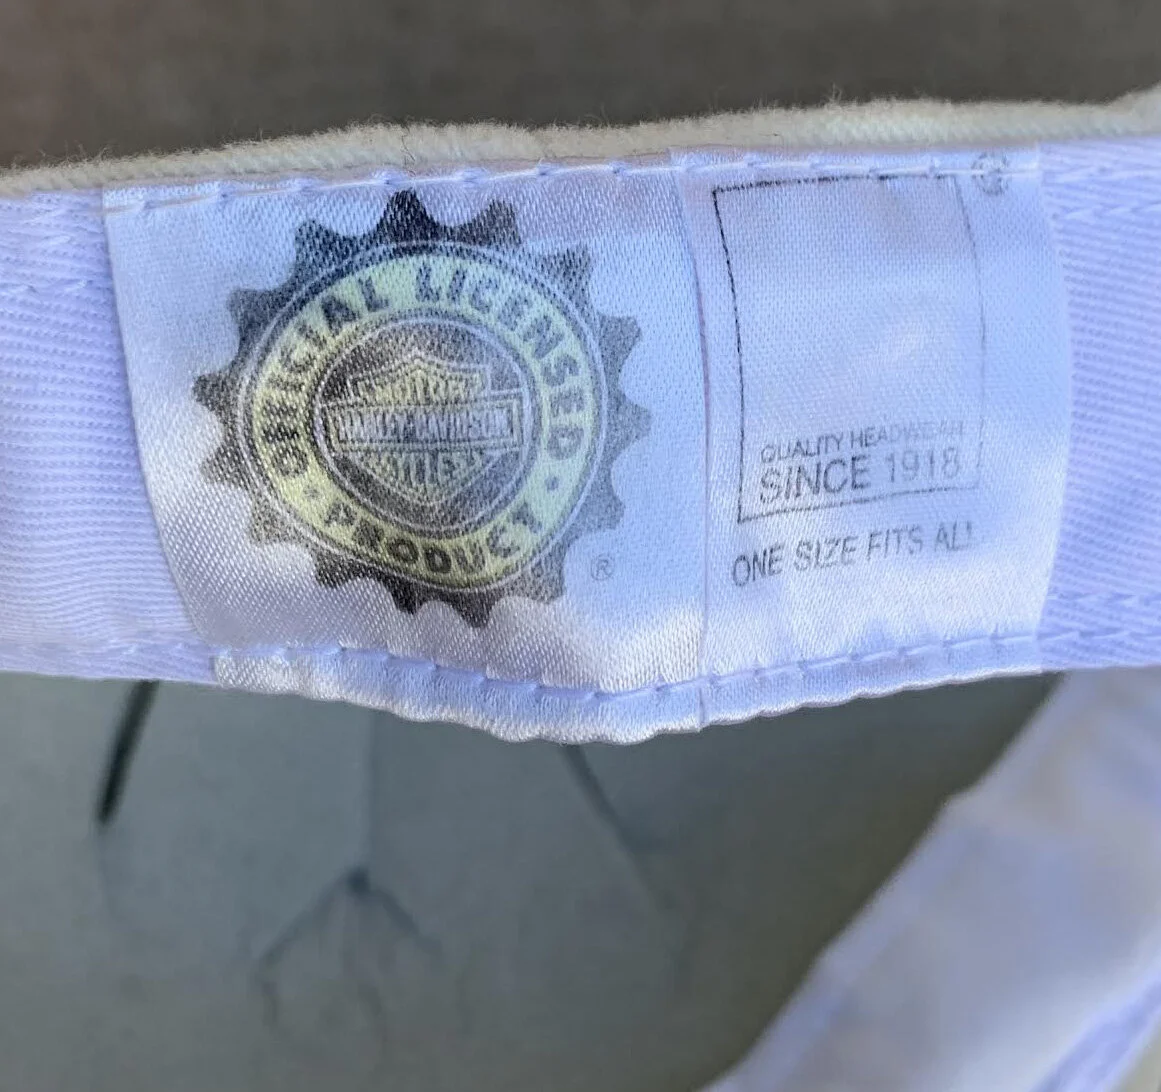 OFFICIAL LICENSED
HARLEY-DAVIDSON
PRODUCT
®
QUALITY HEADWEAR
SINCE 1918
ONE SIZE FITS ALL